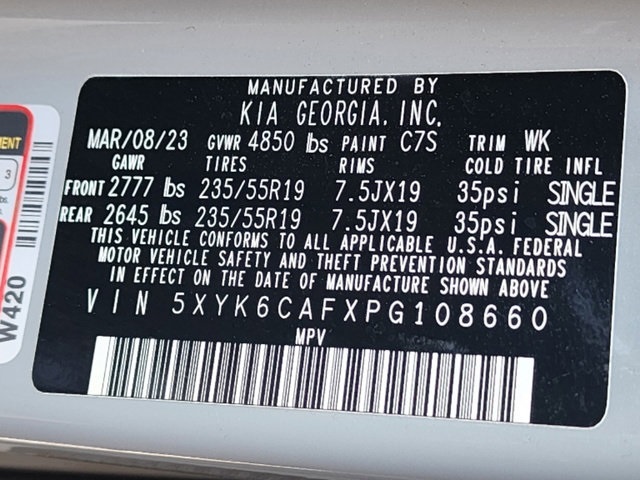 MANUFACTURED BY
KIA GEORGIA, INC,
MAR/08/23 GVWR 4850 lbs PAINT C7S TRIM WK
GAWR TIRES RIMS COLD TIRE INFL
FRONT 2777 lbs 235/55R19 7.5JX19 35psi SINGLE
REAR 2645 lbs 235/55R19 7.5JX19 35psi SINGLE
THIS VEHICLE CONFORMS TO ALL APPLICABLE U.S.A. FEDERAL
MOTOR VEHICLE SAFETY AND THEFT PREVENTION STANDARDS
IN EFFECT ON THE DATE OF MANUFACTURE SHOWN ABOVE
VIN 5XYK6CAFXPG108660
MPV
3
W420